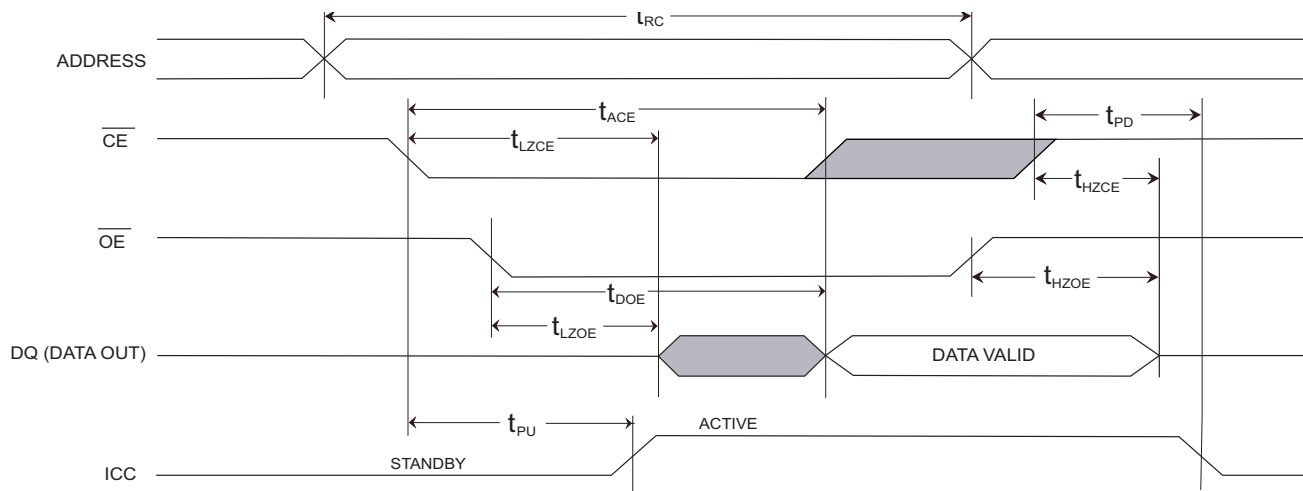 tRC
ADDRESS
tACE
tPD
CE
tLZCE
tHZCE
OE
tHZOE
tDOE
tLZOE
DQ (DATA OUT)
DATA VALID
tPU
ACTIVE
STANDBY
ICC